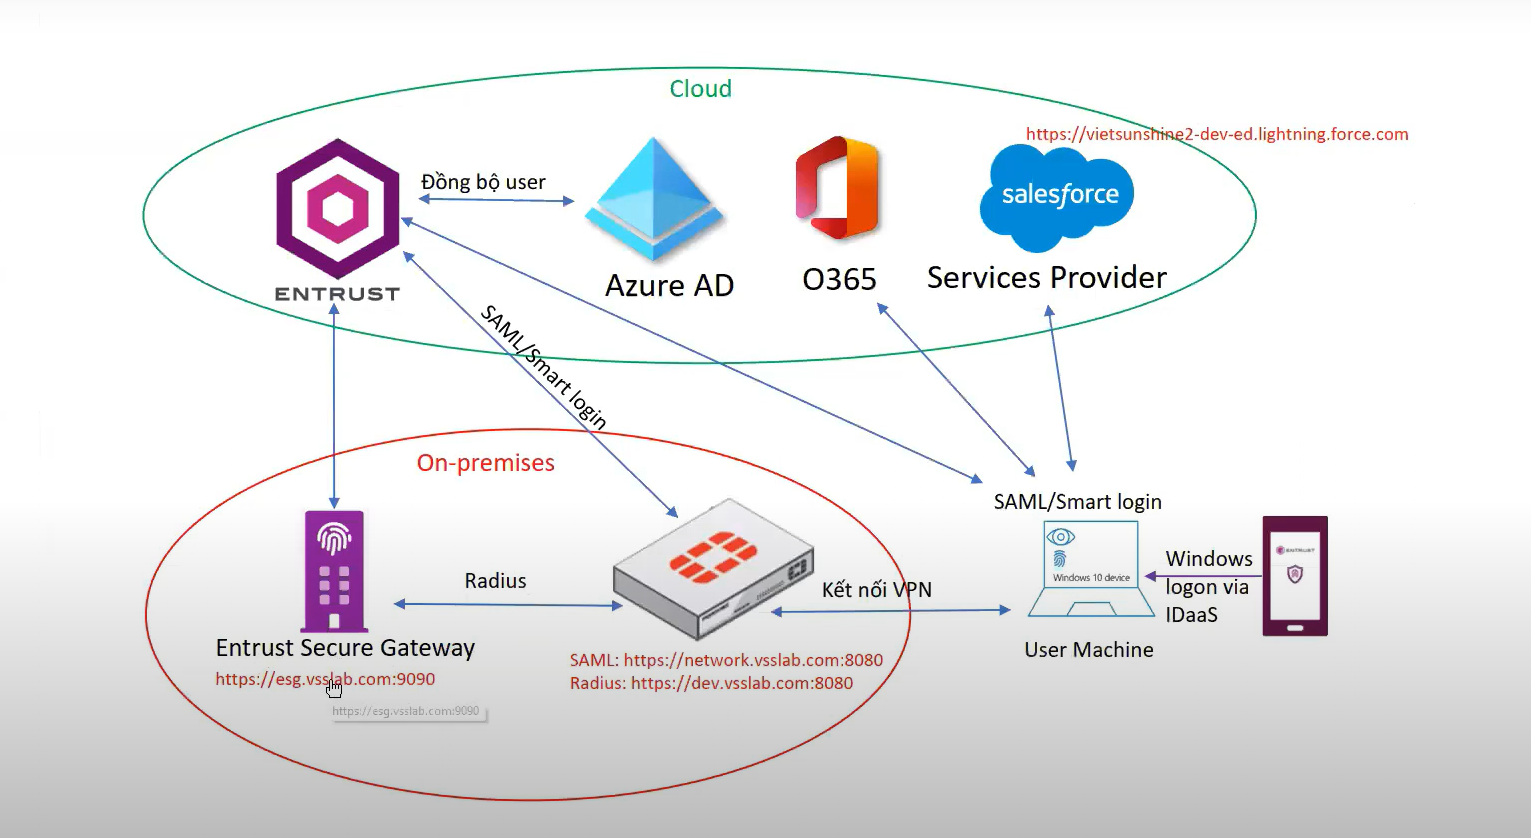 Cloud
https://vietsunshine2-dev-ed.lightning.force.com
Đồng bộ user
salesforce
ENTRUST
Azure AD
O365
Services Provider
SAML/Smart login
On-premises
SAML/Smart login
Windows 10 device
Windows
logon via
IDaaS
ENTRUST
Radius
Kết nối VPN
Entrust Secure Gateway
User Machine
https://esg.vsslab.com:9090
SAML: https://network.vsslab.com:8080
Radius: https://dev.vsslab.com:8080
https://esg.vsslab.com:9090